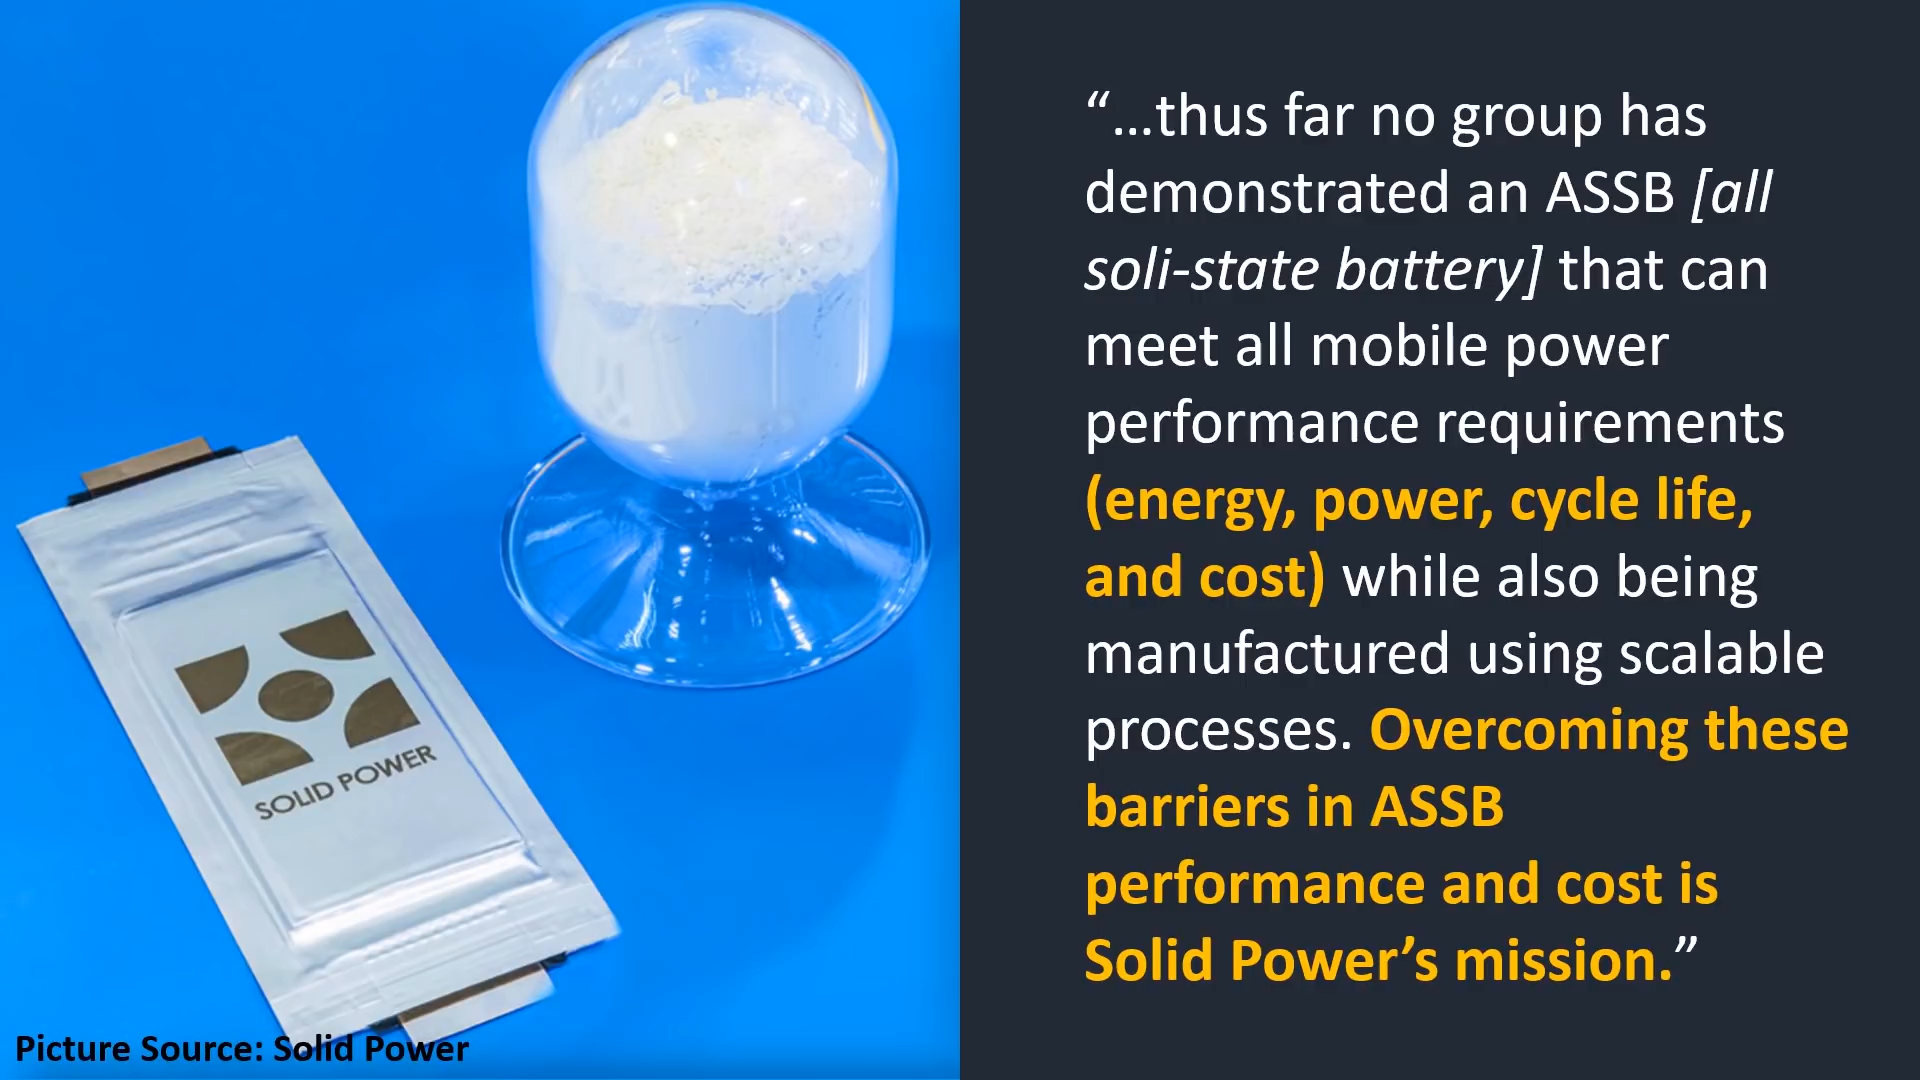 SOLID POWER
Picture Source: Solid Power
“…thus far no group has
demonstrated an ASSB [all
soli-state battery] that can
meet all mobile power
performance requirements
(energy, power, cycle life,
and cost) while also being
manufactured using scalable
processes. Overcoming these
barriers in ASSB
performance and cost is
Solid Power’s mission.”